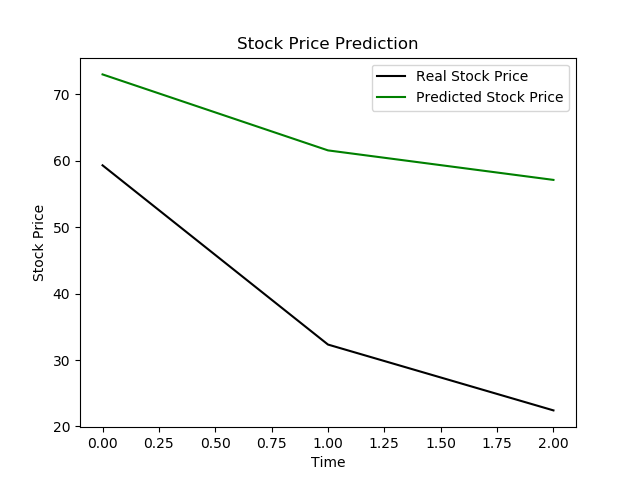 Stock Price Prediction
Real Stock Price
Predicted Stock Price
Stock Price
70
60
50
40
30
20
0.00 0.25 0.50 0.75 1.00 1.25 1.50 1.75 2.00
Time